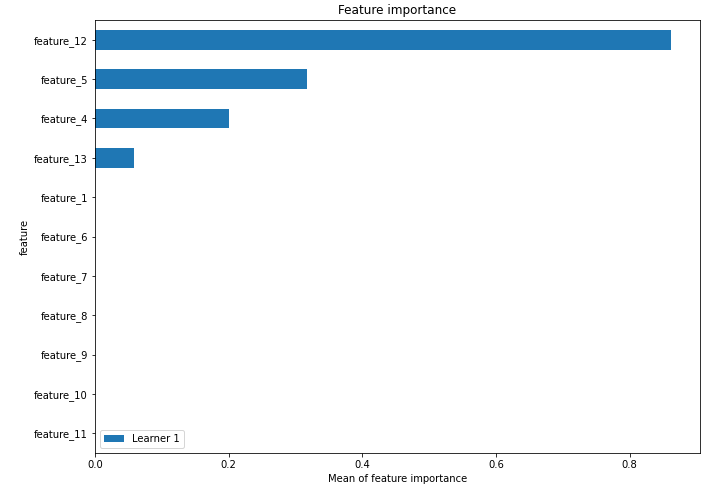 Feature importance
feature_12
feature_5
feature_4
feature_13
feature_1
feature_6
feature_7
feature_8
feature_9
feature_10
feature_11
feature
Learner 1
0.0 0.2 0.4 0.6 0.8
Mean of feature importance